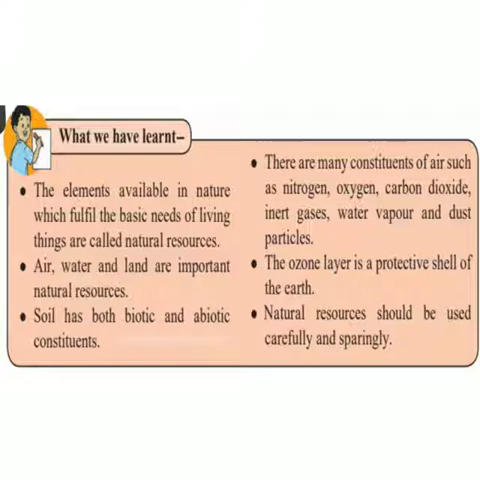 What we have learnt–
• The elements available in nature
which fulfil the basic needs of living
things are called natural resources.
• Air, water and land are important
natural resources.
• Soil has both biotic and abiotic
constituents.
• There are many constituents of air such
as nitrogen, oxygen, carbon dioxide,
inert gases, water vapour and dust
particles.
• The ozone layer is a protective shell of
the earth.
• Natural resources should be used
carefully and sparingly.